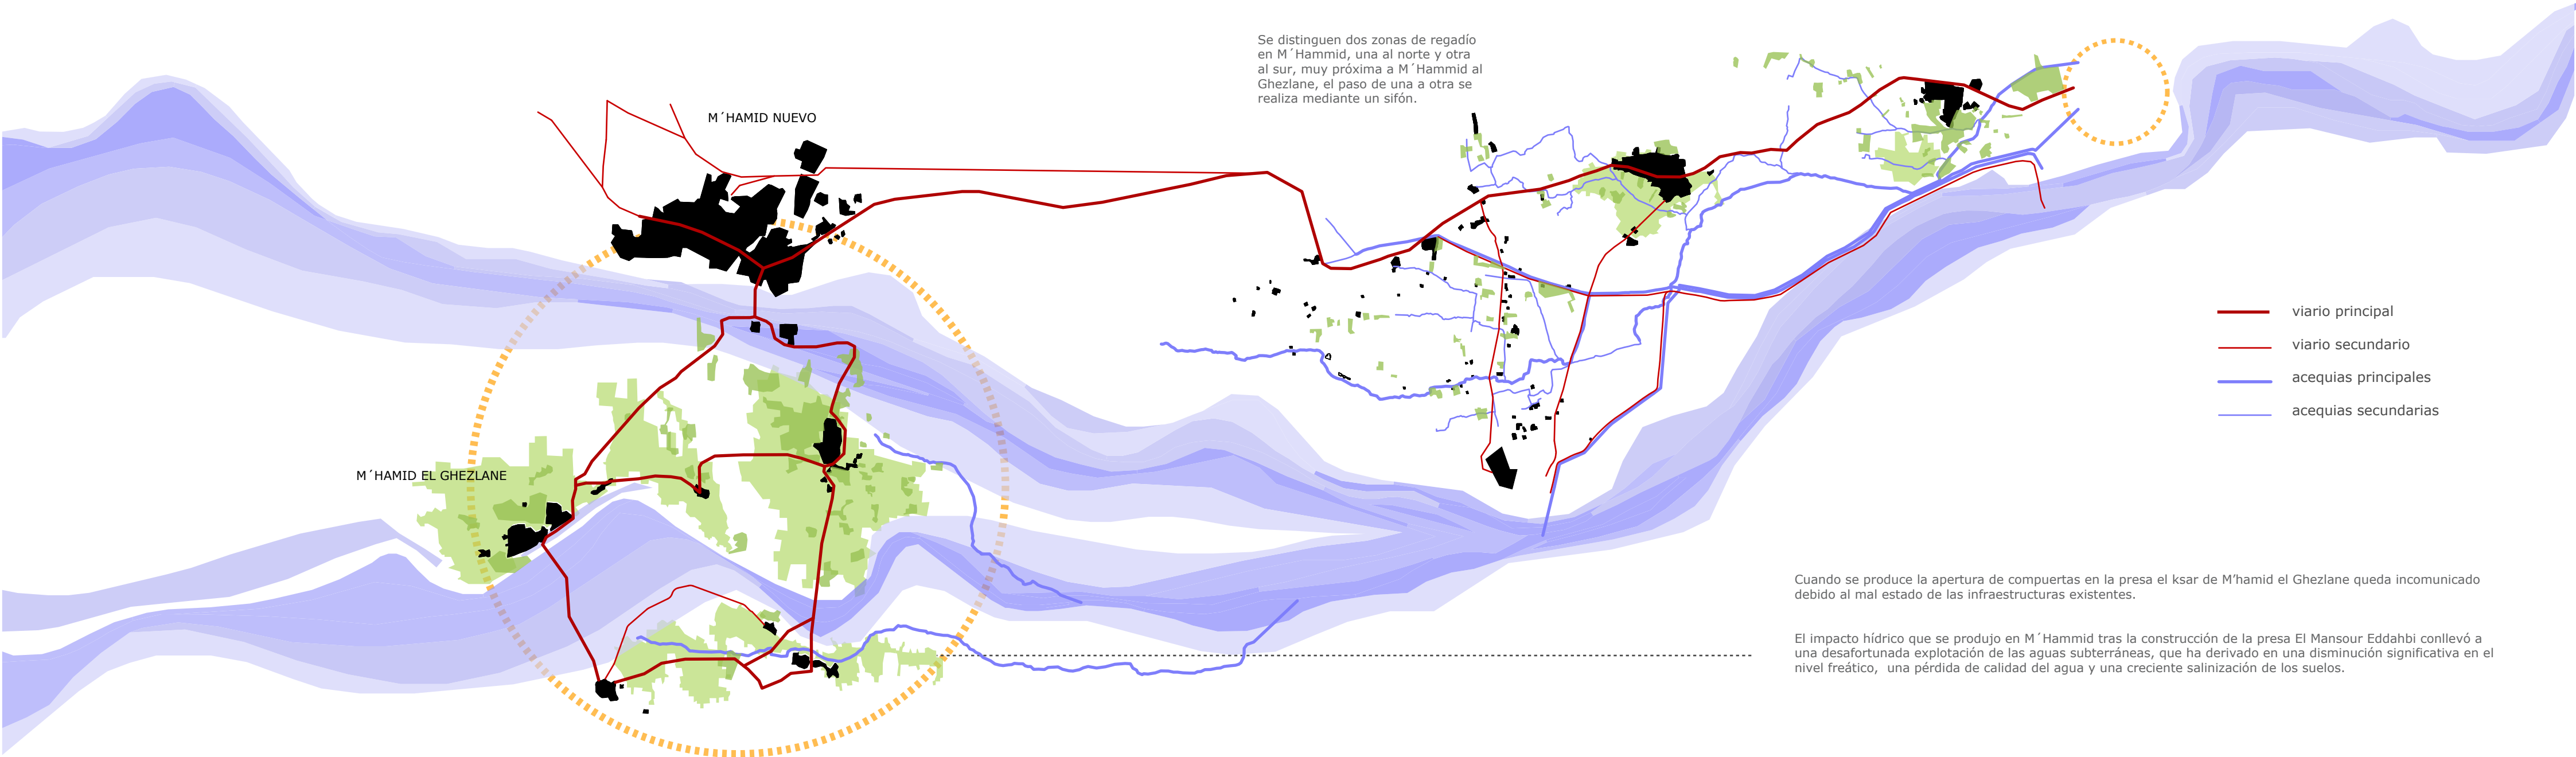 Se distinguen dos zonas de regadío
en M´Hammid, una al norte y otra
al sur, muy próxima a M´Hammid al
Ghezlane, el paso de una a otra se
realiza mediante un sifón.
M´HAMID NUEVO
viario principal
viario secundario
acequias principales
acequias secundarias
M´HAMID EL GHEZLANE
Cuando se produce la apertura de compuertas en la presa el ksar de M’hamid el Ghezlane queda incomunicado
debido al mal estado de las infraestructuras existentes.
El impacto hídrico que se produjo en M´Hammid tras la construcción de la presa El Mansour Eddahbi conllevó a
una desafortunada explotación de las aguas subterráneas, que ha derivado en una disminución significativa en el
nivel freático,  una pérdida de calidad del agua y una creciente salinización de los suelos.